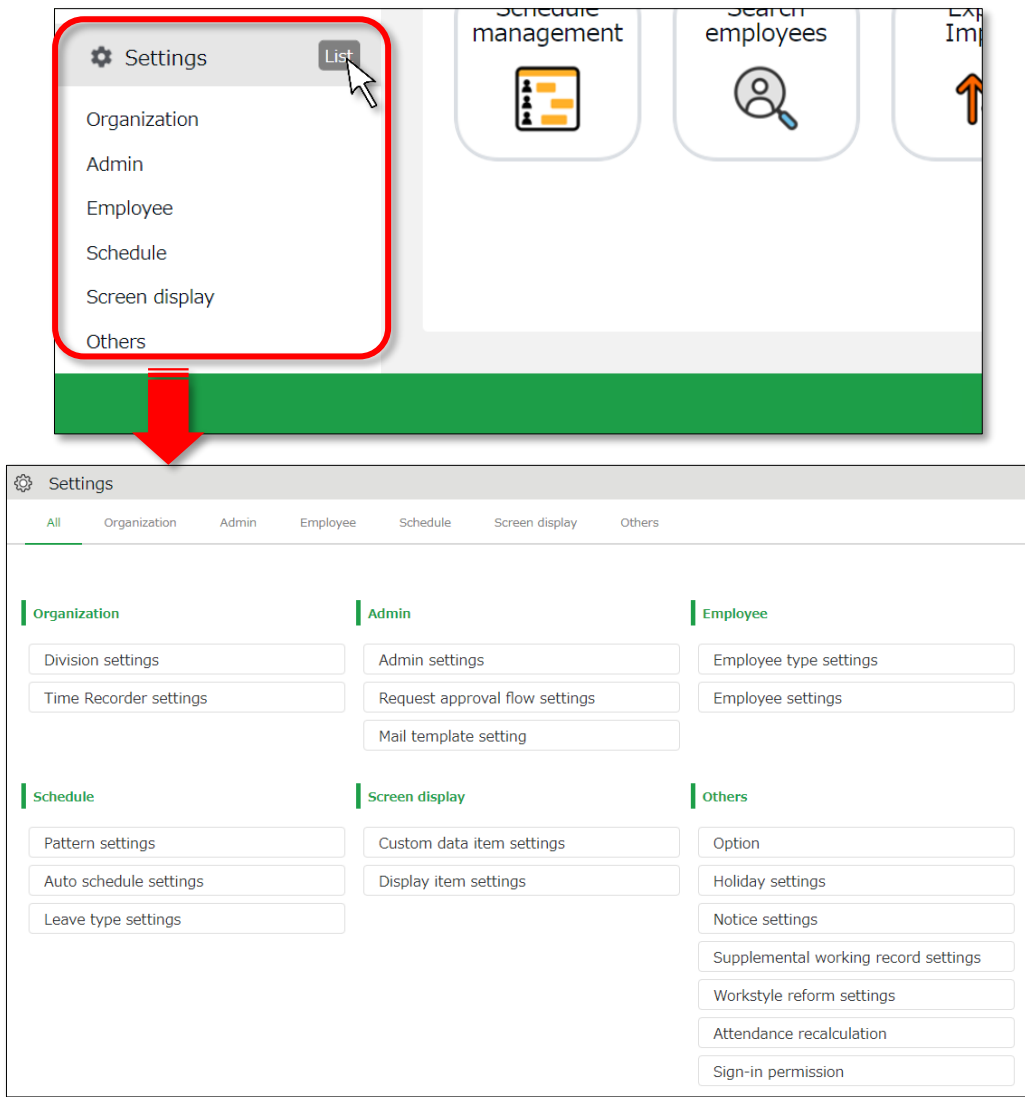 Schedule
management
Search
employees
Settings
List
Organization
Admin
Employee
Schedule
Screen display
Others
Settings
All Organization Admin Employee Schedule Screen display Others
Organization
Division settings
Time Recorder settings
Admin
Admin settings
Request approval flow settings
Mail template setting
Employee
Employee type settings
Employee settings
Schedule
Pattern settings
Auto schedule settings
Leave type settings
Screen display
Custom data item settings
Display item settings
Others
Option
Holiday settings
Notice settings
Supplemental working record settings
Workstyle reform settings
Attendance recalculation
Sign-in permission